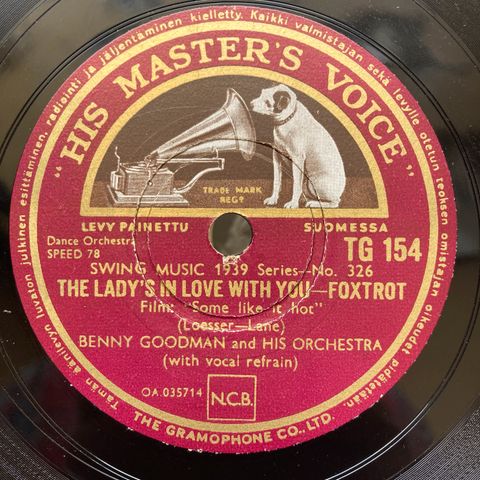 Tämän äänilevyn luvaton julkinen esittäminen, radiointi ja jäljentäminen kielletty. Kaikki valmistajan sekä levylle otetun teoksen omistajan oikeudet pidätetään.
"HIS MASTER'S VOICE"
TRADE MARK
REGD
LEVY PAINETTU SUOMESSA
Dance Orchestra
SPEED 78
TG 154
SWING MUSIC 1939 Series—No. 326
THE LADY'S IN LOVE WITH YOU—FOXTROT
Film: "Some like it hot"
(Loesser—Lane)
BENNY GOODMAN and HIS ORCHESTRA
(with vocal refrain)
OA 035714
N.C.B.
THE GRAMOPHONE CO., LTD.